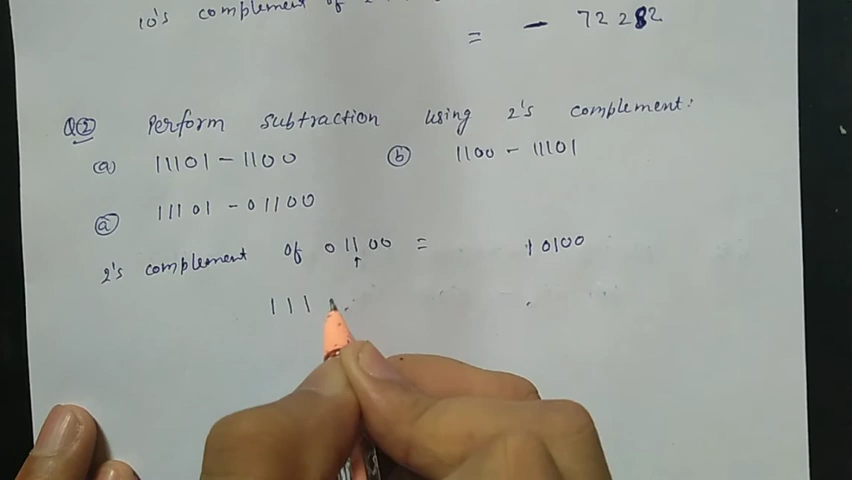 10's complement of
= - 72282
Q② Perform subtraction using 2's complement:
(a) 11101 - 1100 (b) 1100 - 11101
(a) 11101 - 01100
2's complement of 01100 = 10100
111